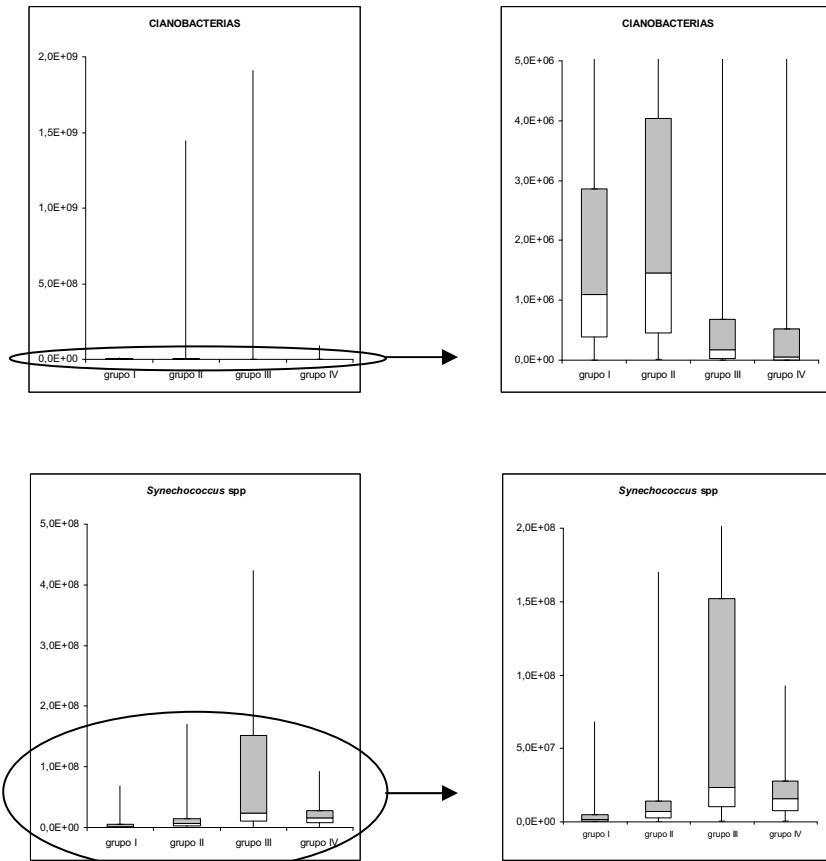 CIANOBACTERIAS
2,0E+09
1,5E+09
1,0E+09
5,0E+08
0,0E+00
grupo I grupo II grupo III grupo IV
CIANOBACTERIAS
5,0E+06
4,0E+06
3,0E+06
2,0E+06
1,0E+06
0,0E+00
grupo I grupo II grupo III grupo IV
Synechococcus spp
5,0E+08
4,0E+08
3,0E+08
2,0E+08
1,0E+08
0,0E+00
grupo I grupo II grupo III grupo IV
Synechococcus spp
2,0E+08
1,5E+08
1,0E+08
5,0E+07
0,0E+00
grupo I grupo II grupo III grupo IV